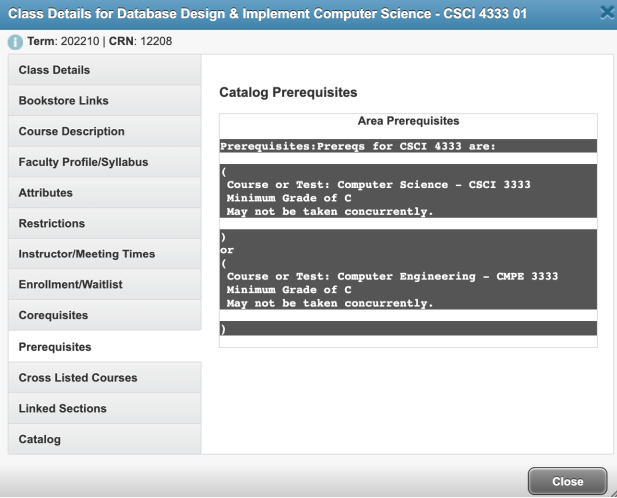 Class Details for Database Design & Implement Computer Science - CSCI 4333 01
Term: 202210 | CRN: 12208
Class Details
Bookstore Links
Course Description
Faculty Profile/Syllabus
Attributes
Restrictions
Instructor/Meeting Times
Enrollment/Waitlist
Corequisites
Prerequisites
Cross Listed Courses
Linked Sections
Catalog
Catalog Prerequisites
Area Prerequisites
Prerequisites:Prereqs for CSCI 4333 are:
(
Course or Test: Computer Science - CSCI 3333
Minimum Grade of C
May not be taken concurrently.
)
or
(
Course or Test: Computer Engineering - CMPE 3333
Minimum Grade of C
May not be taken concurrently.
)
Close